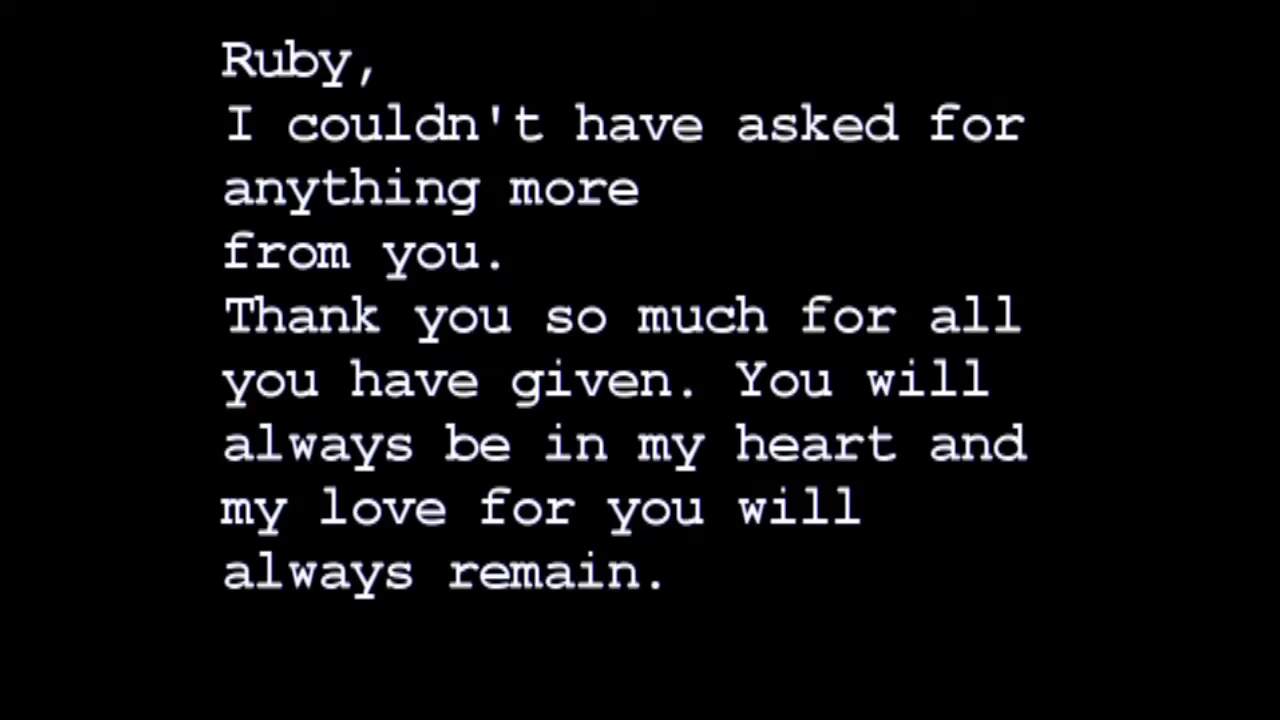 Ruby,
I couldn't have asked for
anything more
from you.
Thank you so much for all
you have given. You will
always be in my heart and
my love for you will
always remain.